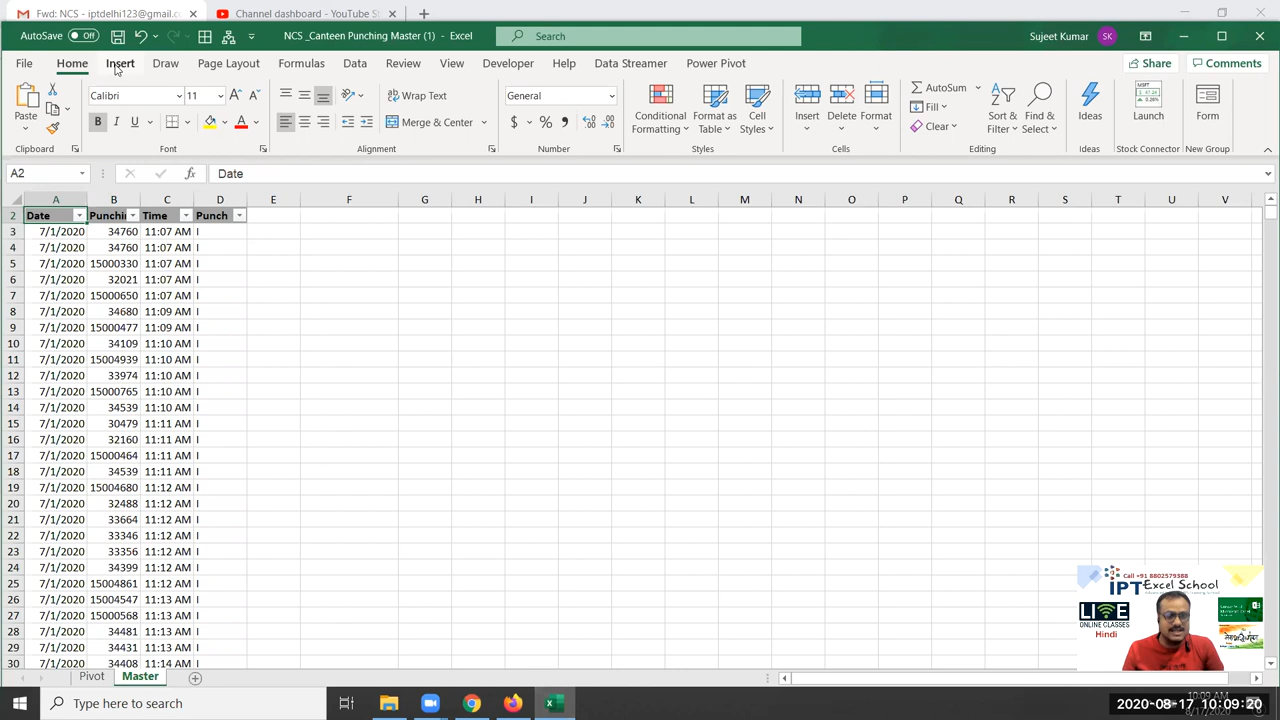 Fwd: NCS - iptdelhi123@gmail.c
Channel dashboard - YouTube S
AutoSave Off
NCS _Canteen Punching Master (1) - Excel
Search
Sujeet Kumar SK
File Home Insert Draw Page Layout Formulas Data Review View Developer Help Data Streamer Power Pivot Share Comments
Calibri 11 Wrap Text General AutoSum
Paste Conditional Formatting Format as Table Cell Styles Insert Delete Format Fill Sort & Filter Find & Select Ideas Launch Form
Merge & Center Clear
Clipboard Font Alignment Number Styles Cells Editing Ideas Stock Connector New Group
A2 fx Date
A B C D E F G H I J K L M N O P Q R S T U V
2 Date Punchin Time Punch
3 7/1/2020 34760 11:07 AM I
4 7/1/2020 34760 11:07 AM I
5 7/1/2020 15000330 11:07 AM I
6 7/1/2020 32021 11:07 AM I
7 7/1/2020 15000650 11:07 AM I
8 7/1/2020 34680 11:09 AM I
9 7/1/2020 15000477 11:09 AM I
10 7/1/2020 34109 11:10 AM I
11 7/1/2020 15004939 11:10 AM I
12 7/1/2020 33974 11:10 AM I
13 7/1/2020 15000765 11:10 AM I
14 7/1/2020 34539 11:10 AM I
15 7/1/2020 30479 11:11 AM I
16 7/1/2020 32160 11:11 AM I
17 7/1/2020 15000464 11:11 AM I
18 7/1/2020 34539 11:11 AM I
19 7/1/2020 15004680 11:12 AM I
20 7/1/2020 32488 11:12 AM I
21 7/1/2020 33664 11:12 AM I
22 7/1/2020 33346 11:12 AM I
23 7/1/2020 33356 11:12 AM I
24 7/1/2020 34399 11:12 AM I
25 7/1/2020 15004861 11:12 AM I
26 7/1/2020 15004547 11:13 AM I
27 7/1/2020 15000568 11:13 AM I
28 7/1/2020 34481 11:13 AM I
29 7/1/2020 34431 11:13 AM I
30 7/1/2020 34408 11:14 AM I
Call +91 8802579388
IPT Excel School
LIVE
ONLINE CLASSES
Hindi
Pivot Master
Type here to search
10:09 AM
2020-08-17 10:09:20
8/17/2020